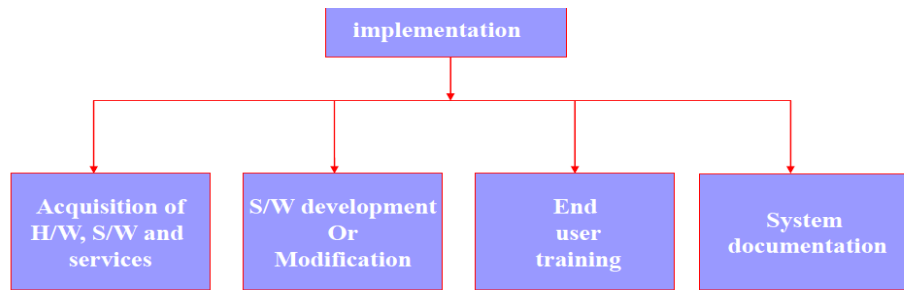 implementation
Acquisition of
H/W, S/W and
services
S/W development
Or
Modification
End
user
training
System
documentation